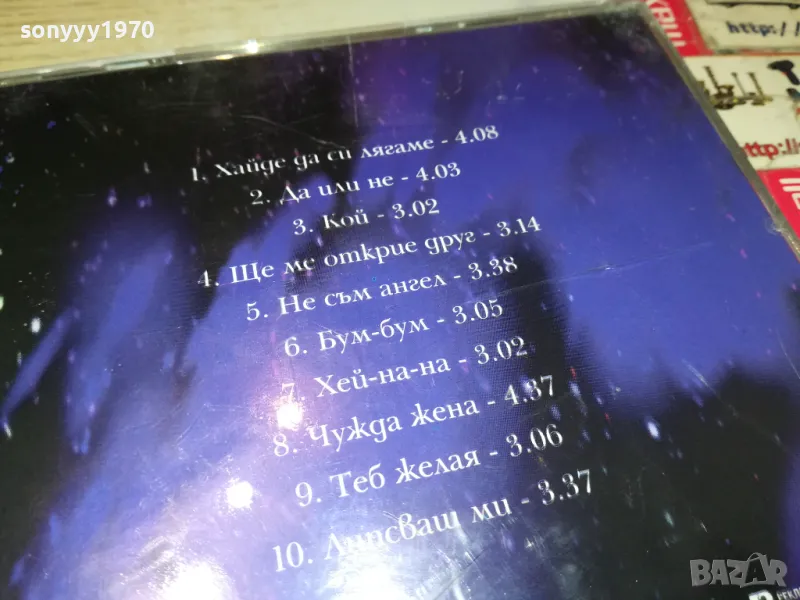 sonyyy1970
http://
1. Хайде да си лягаме - 4.08
2. Да или не - 4.03
3. Кой - 3.02
4. Ще ме открие друг - 3.14
5. Не съм ангел - 3.38
6. Бум-бум - 3.05
7. Хей-на-на - 3.02
8. Чужда жена - 4.37
9. Теб желая - 3.06
10. Липсваш ми - 3.37
BAZAR